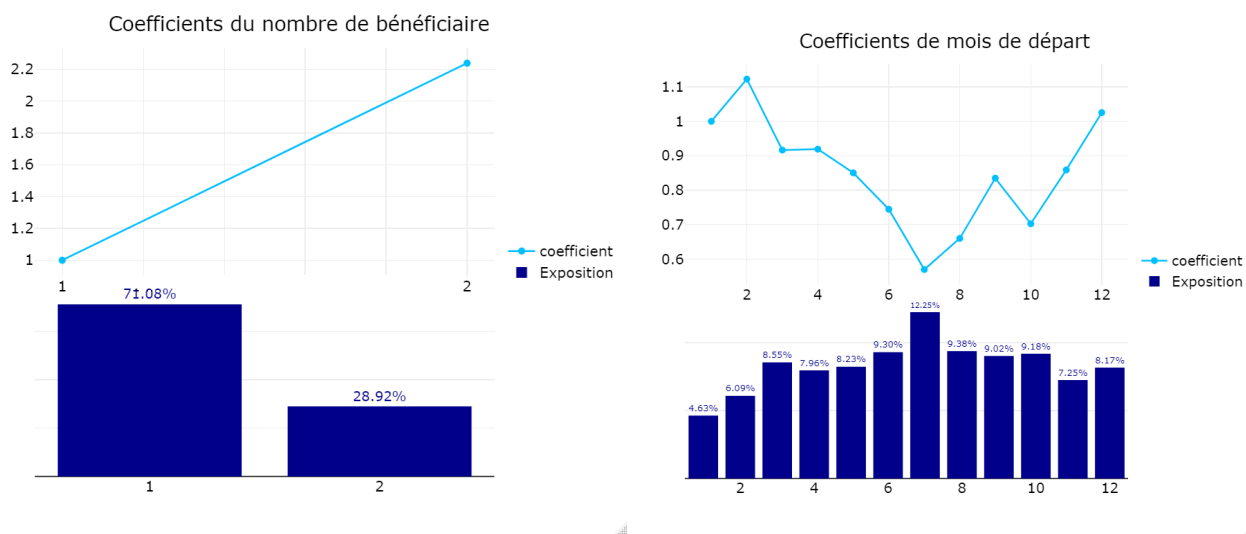 Coefficients du nombre de bénéficiaire
2.2
2
1.8
1.6
1.4
1.2
1
1 2
71.08%
28.92%
1 2
coefficient
Exposition
Coefficients de mois de départ
1.1
1
0.9
0.8
0.7
0.6
2 4 6 8 10 12
4.63% 6.09% 8.55% 7.96% 8.23% 9.30% 12.25% 9.38% 9.02% 9.18% 7.25% 8.17%
2 4 6 8 10 12
coefficient
Exposition